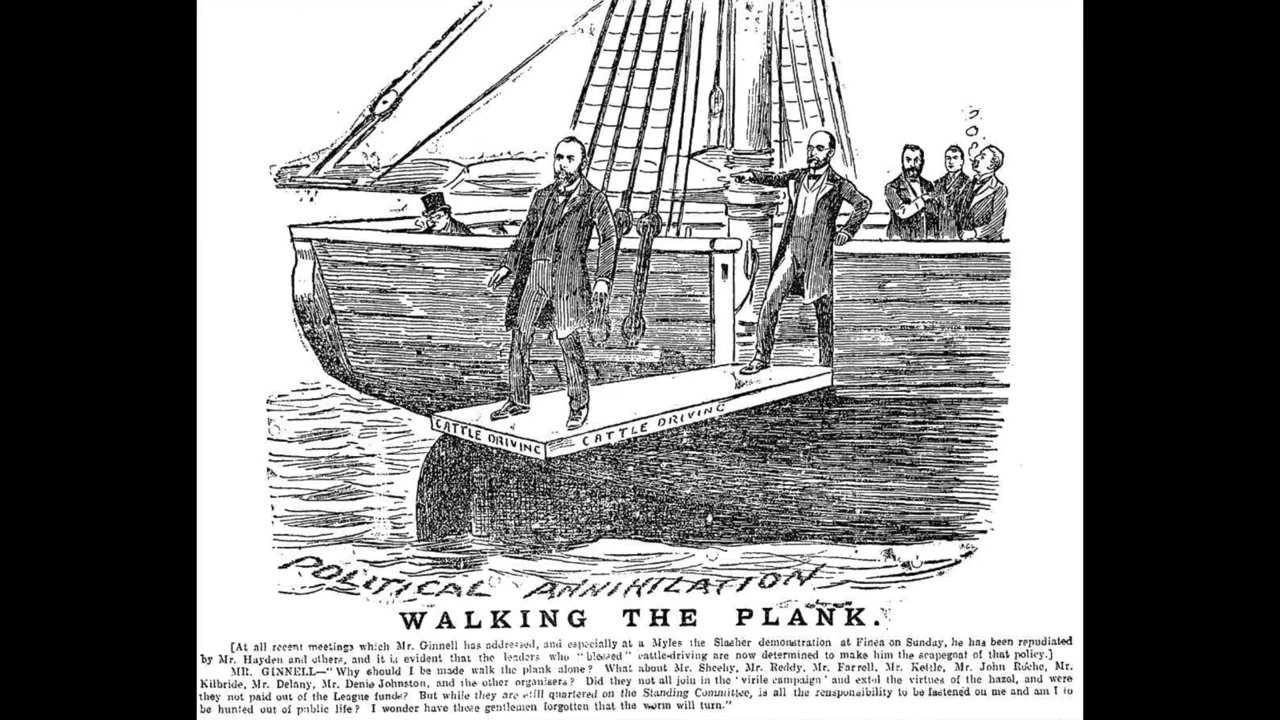 CATTLE DRIVING
CATTLE DRIVING
POLITICAL ANNIHILATION
WALKING THE PLANK.
[At all recent meetings which Mr. Ginnell has addressed, and especially at a Myles the Slasher demonstration at Finea on Sunday, he has been repudiated
by Mr. Hayden and others, and it is evident that the leaders who "blessed" cattle-driving are now determined to make him the scapegoat of that policy.]
MR. GINNELL—"Why should I be made walk the plank alone? What about Mr. Sheehy, Mr. Reddy, Mr. Farrell, Mr. Kettle, Mr. John Roche, Mr.
Kilbride, Mr. Delany, Mr. Denis Johnston, and the other organisers? Did they not all join in the 'virile campaign' and extol the virtues of the hazel, and were
they not paid out of the League funds? But while they are still quartered on the Standing Committee, is all the responsibility to be fastened on me and am I to
be hunted out of public life? I wonder have those gentlemen forgotten that the worm will turn."